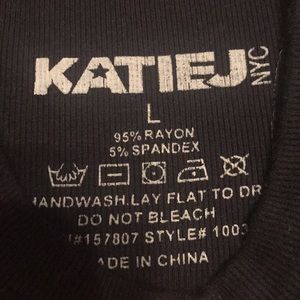 KATIEJ NYC
L
95% RAYON
5% SPANDEX
HANDWASH.LAY FLAT TO DR
DO NOT BLEACH
#157807 STYLE# 1003
MADE IN CHINA